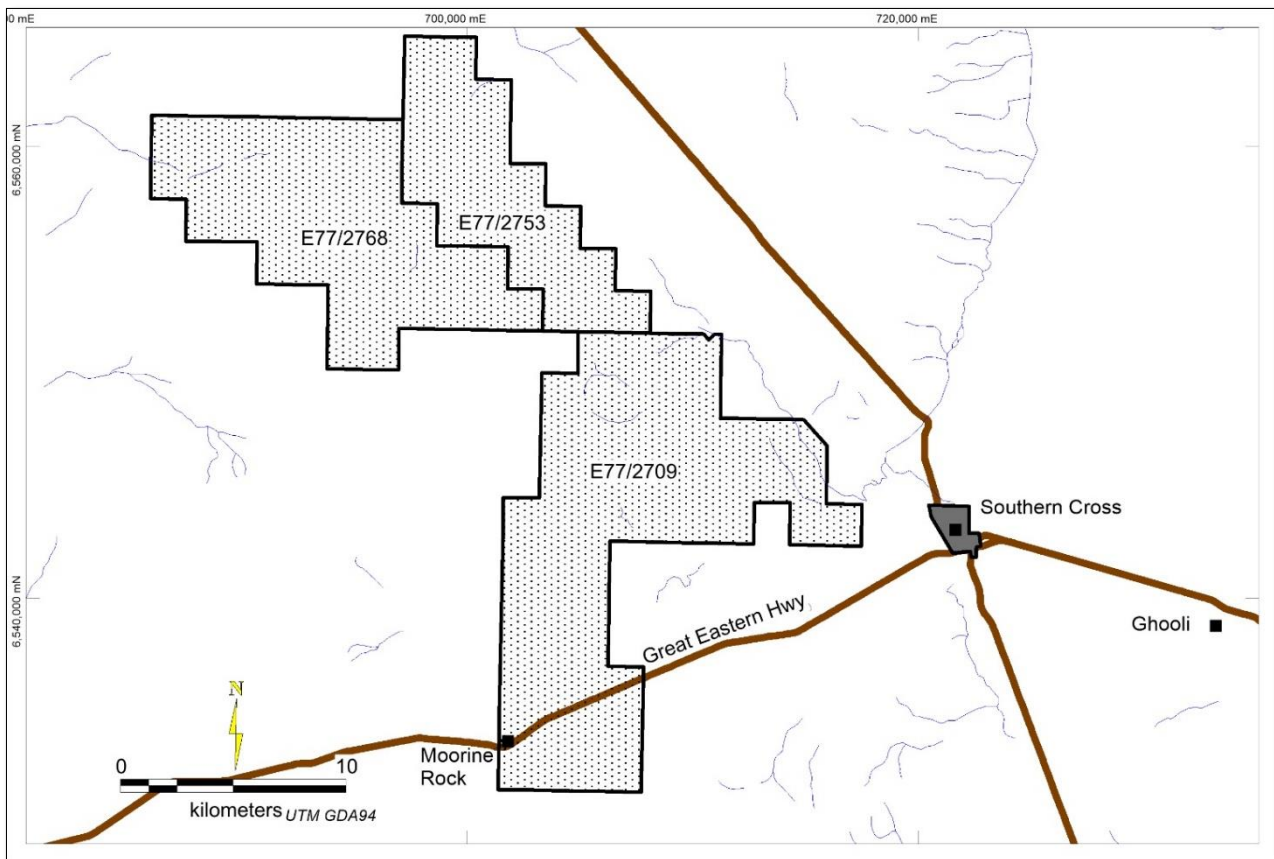 00 mE
700,000 mE
720,000 mE
6,560,000 mN
E77/2768
E77/2753
E77/2709
Southern Cross
6,540,000 mN
Great Eastern Hwy
Ghooli
N
Moorine
Rock
0
10
kilometers
UTM GDA94